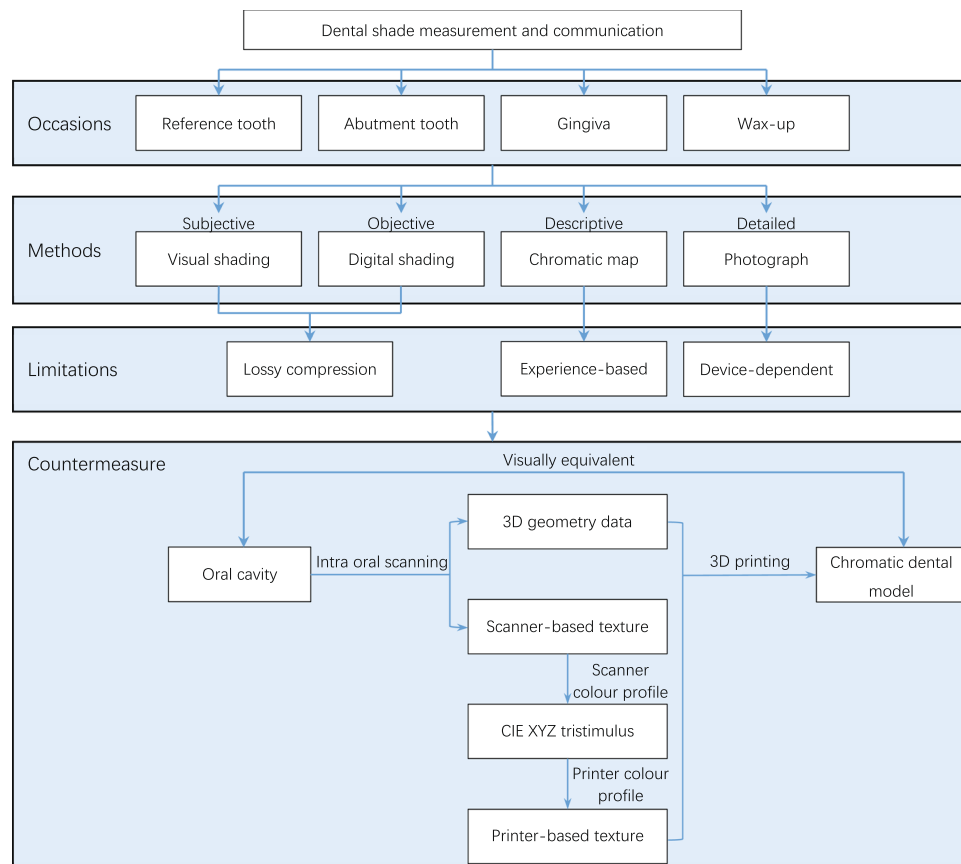 Dental shade measurement and communication
Occasions
Reference tooth
Abutment tooth
Gingiva
Wax-up
Methods
Subjective
Objective
Descriptive
Detailed
Visual shading
Digital shading
Chromatic map
Photograph
Limitations
Lossy compression
Experience-based
Device-dependent
Countermeasure
Visually equivalent
3D geometry data
Oral cavity
Intra oral scanning
3D printing
Chromatic dental
model
Scanner-based texture
Scanner
colour profile
CIE XYZ tristimulus
Printer colour
profile
Printer-based texture